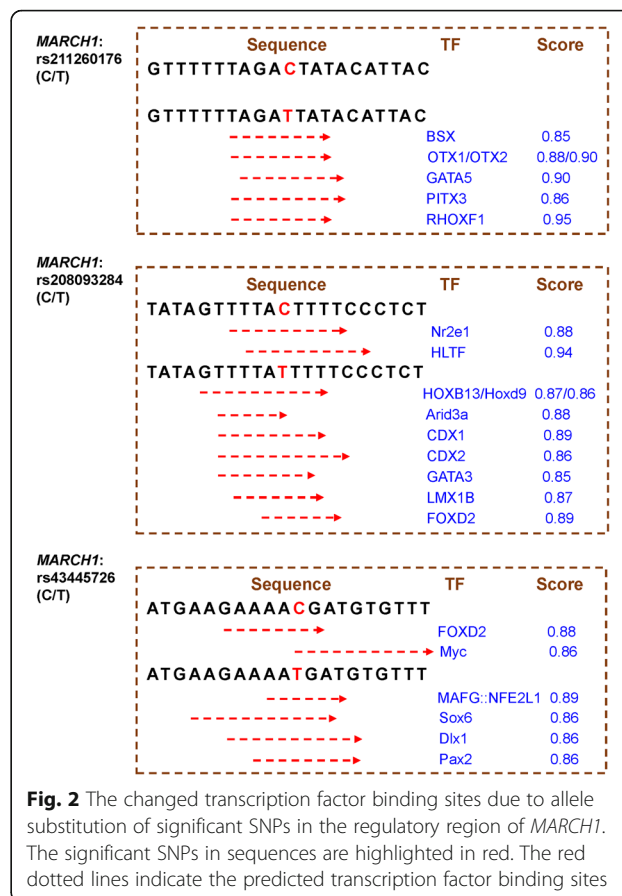 MARCH1:
rs211260176
(C/T)
Sequence TF Score
GTTTTTTAGACTATACATTAC
GTTTTTTAGATTATACATTAC
BSX 0.85
OTX1/OTX2 0.88/0.90
GATA5 0.90
PITX3 0.86
RHOXF1 0.95
MARCH1:
rs208093284
(C/T)
Sequence TF Score
TATAGTTTTACTTTTCCCTCT
Nr2e1 0.88
HLTF 0.94
TATAGTTTTATTTTTCCCTCT
HOXB13/Hoxd9 0.87/0.86
Arid3a 0.88
CDX1 0.89
CDX2 0.86
GATA3 0.85
LMX1B 0.87
FOXD2 0.89
MARCH1:
rs43445726
(C/T)
Sequence TF Score
ATGAAGAAAACGATGTGTTT
FOXD2 0.88
Myc 0.86
ATGAAGAAAATGATGTGTTT
MAFG::NFE2L1 0.89
Sox6 0.86
Dlx1 0.86
Pax2 0.86
Fig. 2 The changed transcription factor binding sites due to allele
substitution of significant SNPs in the regulatory region of MARCH1.
The significant SNPs in sequences are highlighted in red. The red
dotted lines indicate the predicted transcription factor binding sites